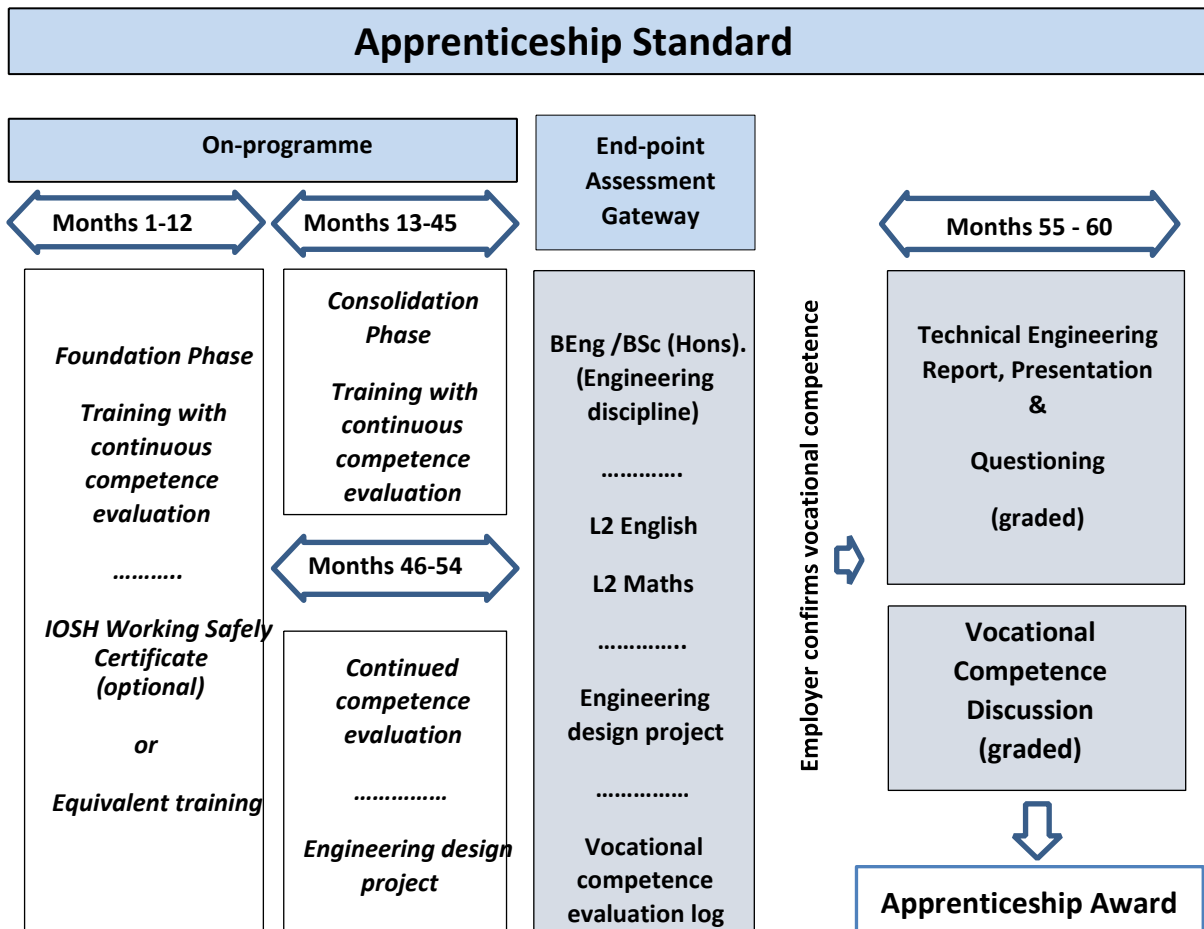 Apprenticeship Standard
On-programme
Months 1-12
Foundation Phase
Training with
continuous
competence
evaluation
………..
IOSH Working Safely
Certificate
(optional)
or
Equivalent training
Months 13-45
Consolidation
Phase
Training with
continuous
competence
evaluation
Months 46-54
Continued
competence
evaluation
……………
Engineering design
project
End-point
Assessment
Gateway
BEng /BSc (Hons).
(Engineering
discipline)
………….
L2 English
L2 Maths
…………..
Engineering
design project
……………
Vocational
competence
evaluation log
Employer confirms vocational competence
Months 55 - 60
Technical Engineering
Report, Presentation
&
Questioning
(graded)
Vocational
Competence
Discussion
(graded)
Apprenticeship Award